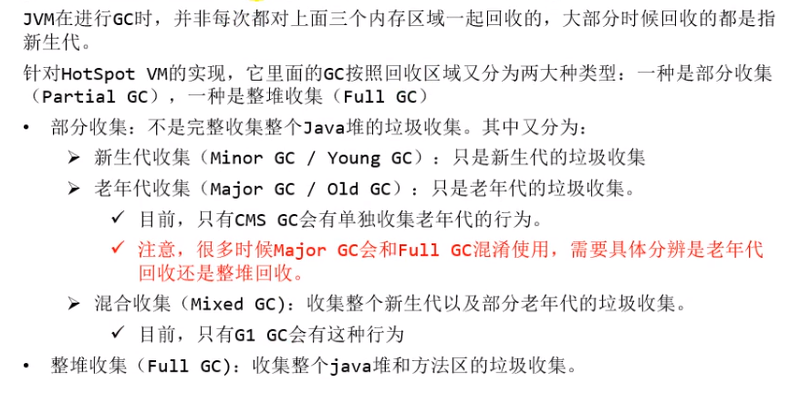 JVM在进行GC时，并非每次都对上面三个内存区域一起回收的，大部分时候回收的都是指
新生代。
针对HotSpot VM的实现，它里面的GC按照回收区域又分为两大种类型：一种是部分收集
（Partial GC），一种是整堆收集（Full GC）
• 部分收集：不是完整收集整个Java堆的垃圾收集。其中又分为：
➢ 新生代收集（Minor GC / Young GC）：只是新生代的垃圾收集
➢ 老年代收集（Major GC / Old GC）：只是老年代的垃圾收集。
✓ 目前，只有CMS GC会有单独收集老年代的行为。
✓ 注意，很多时候Major GC会和Full GC混淆使用，需要具体分辨是老年代
回收还是整堆回收。
➢ 混合收集（Mixed GC）：收集整个新生代以及部分老年代的垃圾收集。
✓ 目前，只有G1 GC会有这种行为
• 整堆收集（Full GC）：收集整个java堆和方法区的垃圾收集。